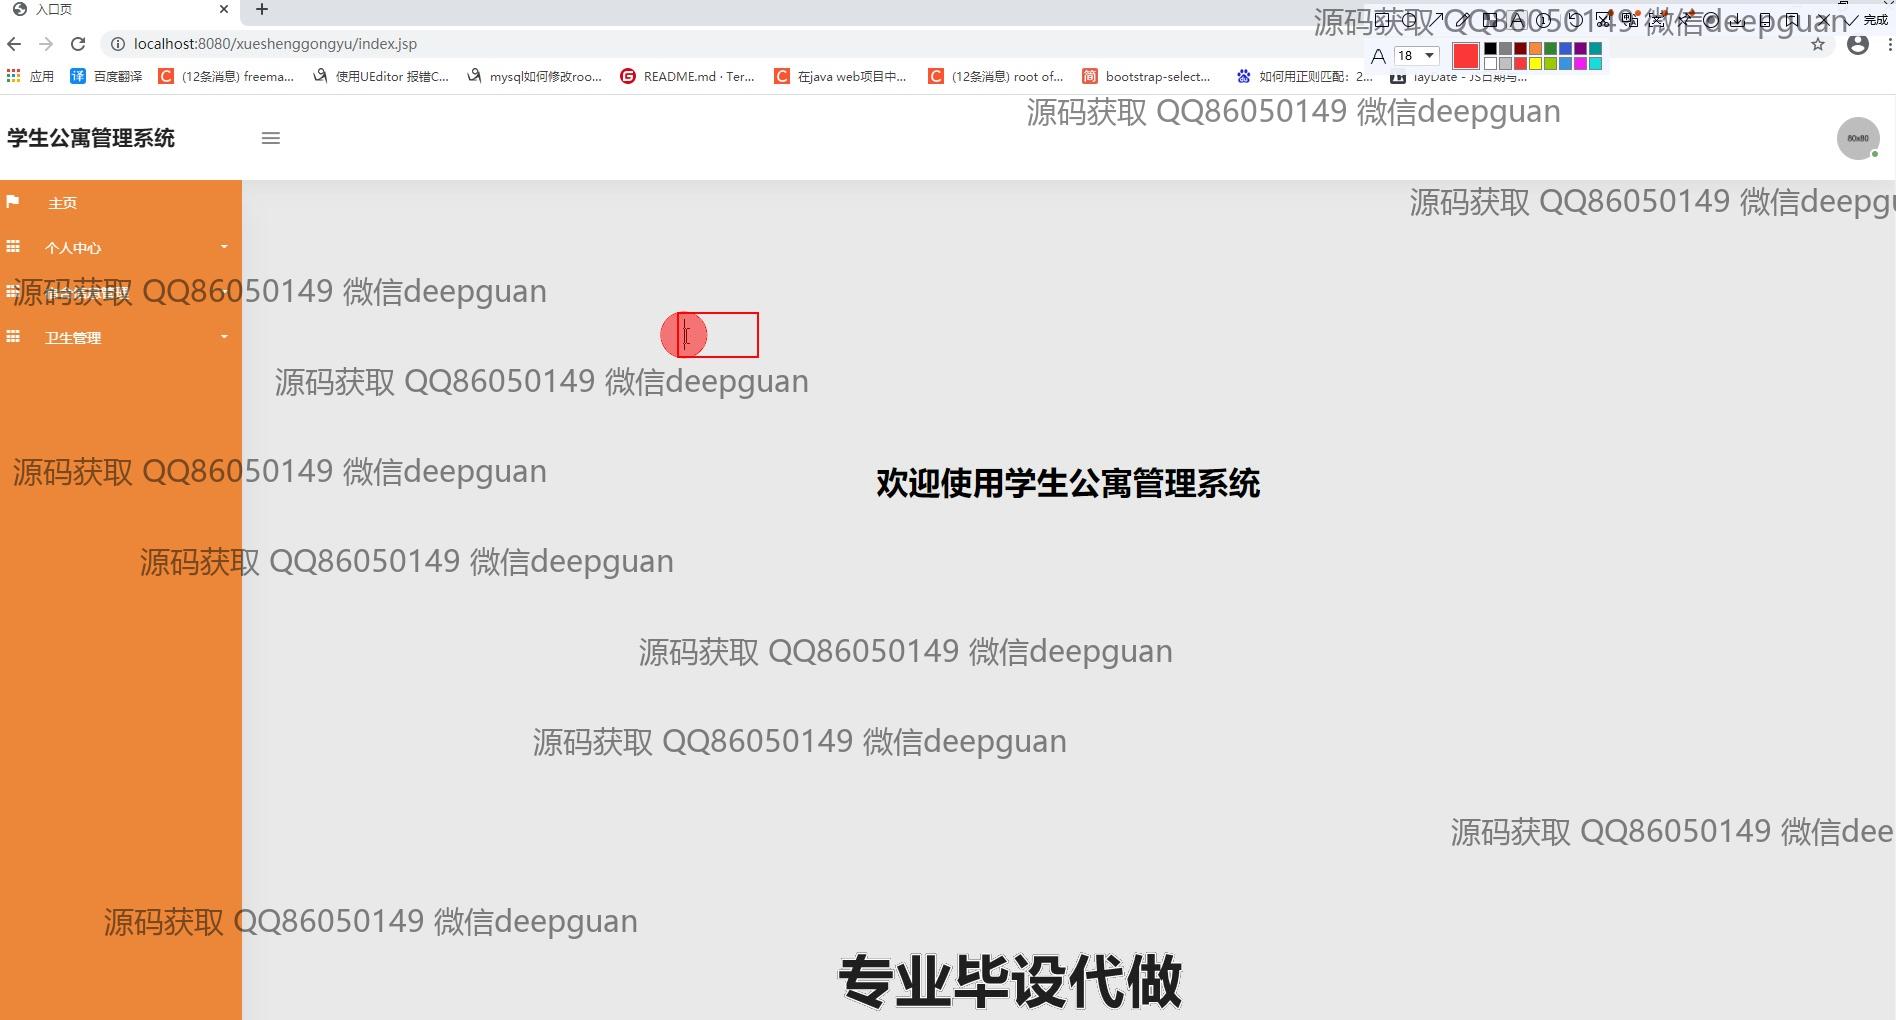 入口页
源码获取 QQ86050149 微信deepguan
完成
localhost:8080/xueshenggongyu/index.jsp
18
应用
百度翻译
(12条消息) freema...
使用UEditor 报错C...
mysql如何修改roo...
README.md · Ter...
在java web项目中...
(12条消息) root of...
bootstrap-select...
如何用正则匹配：2...
layDate - JS日期与...
源码获取 QQ86050149 微信deepguan
学生公寓管理系统
80x80
源码获取 QQ86050149 微信deepgu
主页
个人中心
源码获取 QQ86050149 微信deepguan
卫生管理
源码获取 QQ86050149 微信deepguan
源码获取 QQ86050149 微信deepguan
欢迎使用学生公寓管理系统
源码获取 QQ86050149 微信deepguan
源码获取 QQ86050149 微信deepguan
源码获取 QQ86050149 微信deepguan
源码获取 QQ86050149 微信dee
源码获取 QQ86050149 微信deepguan
专业毕设代做